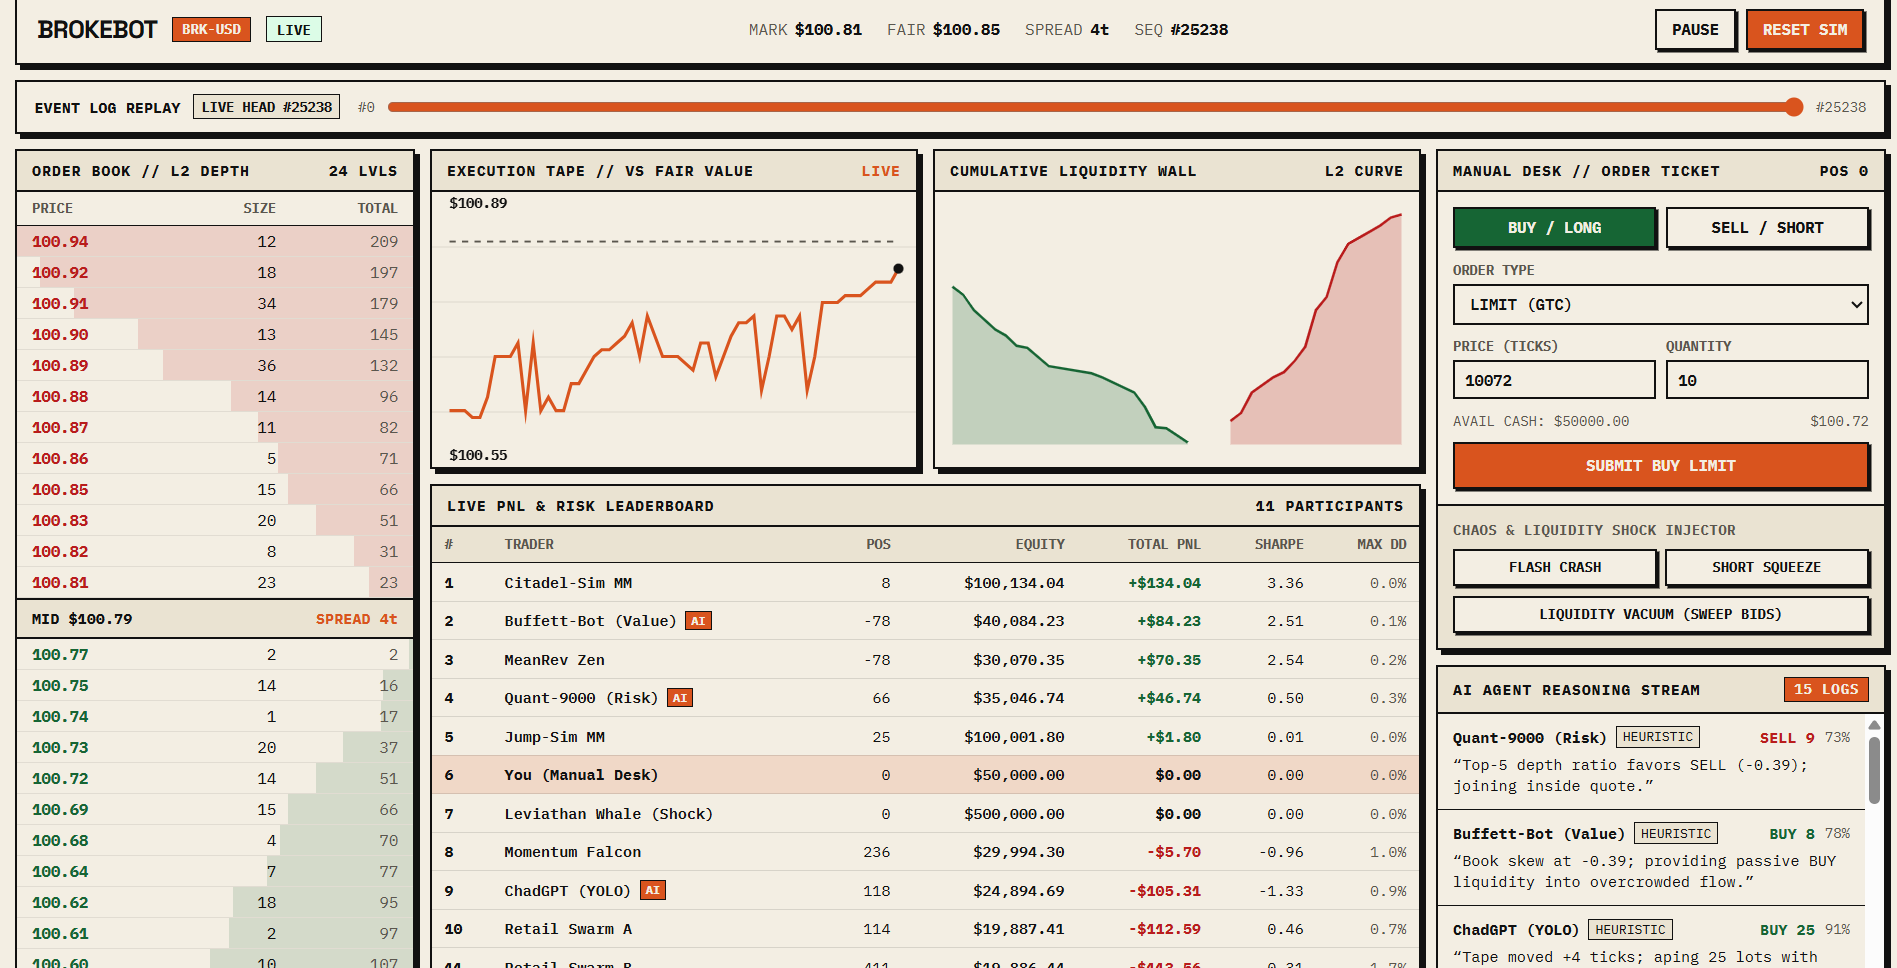 BROKEBOT BRK-USD LIVE MARK $100.81 FAIR $100.85 SPREAD 4t SEQ #25238 PAUSE RESET SIM
EVENT LOG REPLAY LIVE HEAD #25238 #0 #25238
ORDER BOOK // L2 DEPTH 24 LVLS
PRICE SIZE TOTAL
100.94 12 209
100.92 18 197
100.91 34 179
100.90 13 145
100.89 36 132
100.88 14 96
100.87 11 82
100.86 5 71
100.85 15 66
100.83 20 51
100.82 8 31
100.81 23 23
MID $100.79 SPREAD 4t
100.77 2 2
100.75 14 16
100.74 1 17
100.73 20 37
100.72 14 51
100.69 15 66
100.68 4 70
100.64 7 77
100.62 18 95
100.61 2 97
100.60 10 107
EXECUTION TAPE // VS FAIR VALUE LIVE
$100.89
$100.55
CUMULATIVE LIQUIDITY WALL L2 CURVE
LIVE PNL & RISK LEADERBOARD 11 PARTICIPANTS
# TRADER POS EQUITY TOTAL PNL SHARPE MAX DD
1 Citadel-Sim MM 8 $100,134.04 +$134.04 3.36 0.0%
2 Buffett-Bot (Value) AI -78 $40,084.23 +$84.23 2.51 0.1%
3 MeanRev Zen -78 $30,070.35 +$70.35 2.54 0.2%
4 Quant-9000 (Risk) AI 66 $35,046.74 +$46.74 0.50 0.3%
5 Jump-Sim MM 25 $100,001.80 +$1.80 0.01 0.0%
6 You (Manual Desk) 0 $50,000.00 $0.00 0.00 0.0%
7 Leviathan Whale (Shock) 0 $500,000.00 $0.00 0.00 0.0%
8 Momentum Falcon 236 $29,994.30 -$5.70 -0.96 1.0%
9 ChadGPT (YOLO) AI 118 $24,894.69 -$105.31 -1.33 0.9%
10 Retail Swarm A 114 $19,887.41 -$112.59 0.46 0.7%
11 Retail Swarm B 411 $19,886.44 -$113.56 0.31 1.7%
MANUAL DESK // ORDER TICKET POS 0
BUY / LONG SELL / SHORT
ORDER TYPE
LIMIT (GTC)
PRICE (TICKS) QUANTITY
10072 10
AVAIL CASH: $50000.00 $100.72
SUBMIT BUY LIMIT
CHAOS & LIQUIDITY SHOCK INJECTOR
FLASH CRASH SHORT SQUEEZE
LIQUIDITY VACUUM (SWEEP BIDS)
AI AGENT REASONING STREAM 15 LOGS
Quant-9000 (Risk) HEURISTIC SELL 9 73%
“Top-5 depth ratio favors SELL (-0.39);
joining inside quote.”
Buffett-Bot (Value) HEURISTIC BUY 8 78%
“Book skew at -0.39; providing passive BUY
liquidity into overcrowded flow.”
ChadGPT (YOLO) HEURISTIC BUY 25 91%
“Tape moved +4 ticks; aping 25 lots with